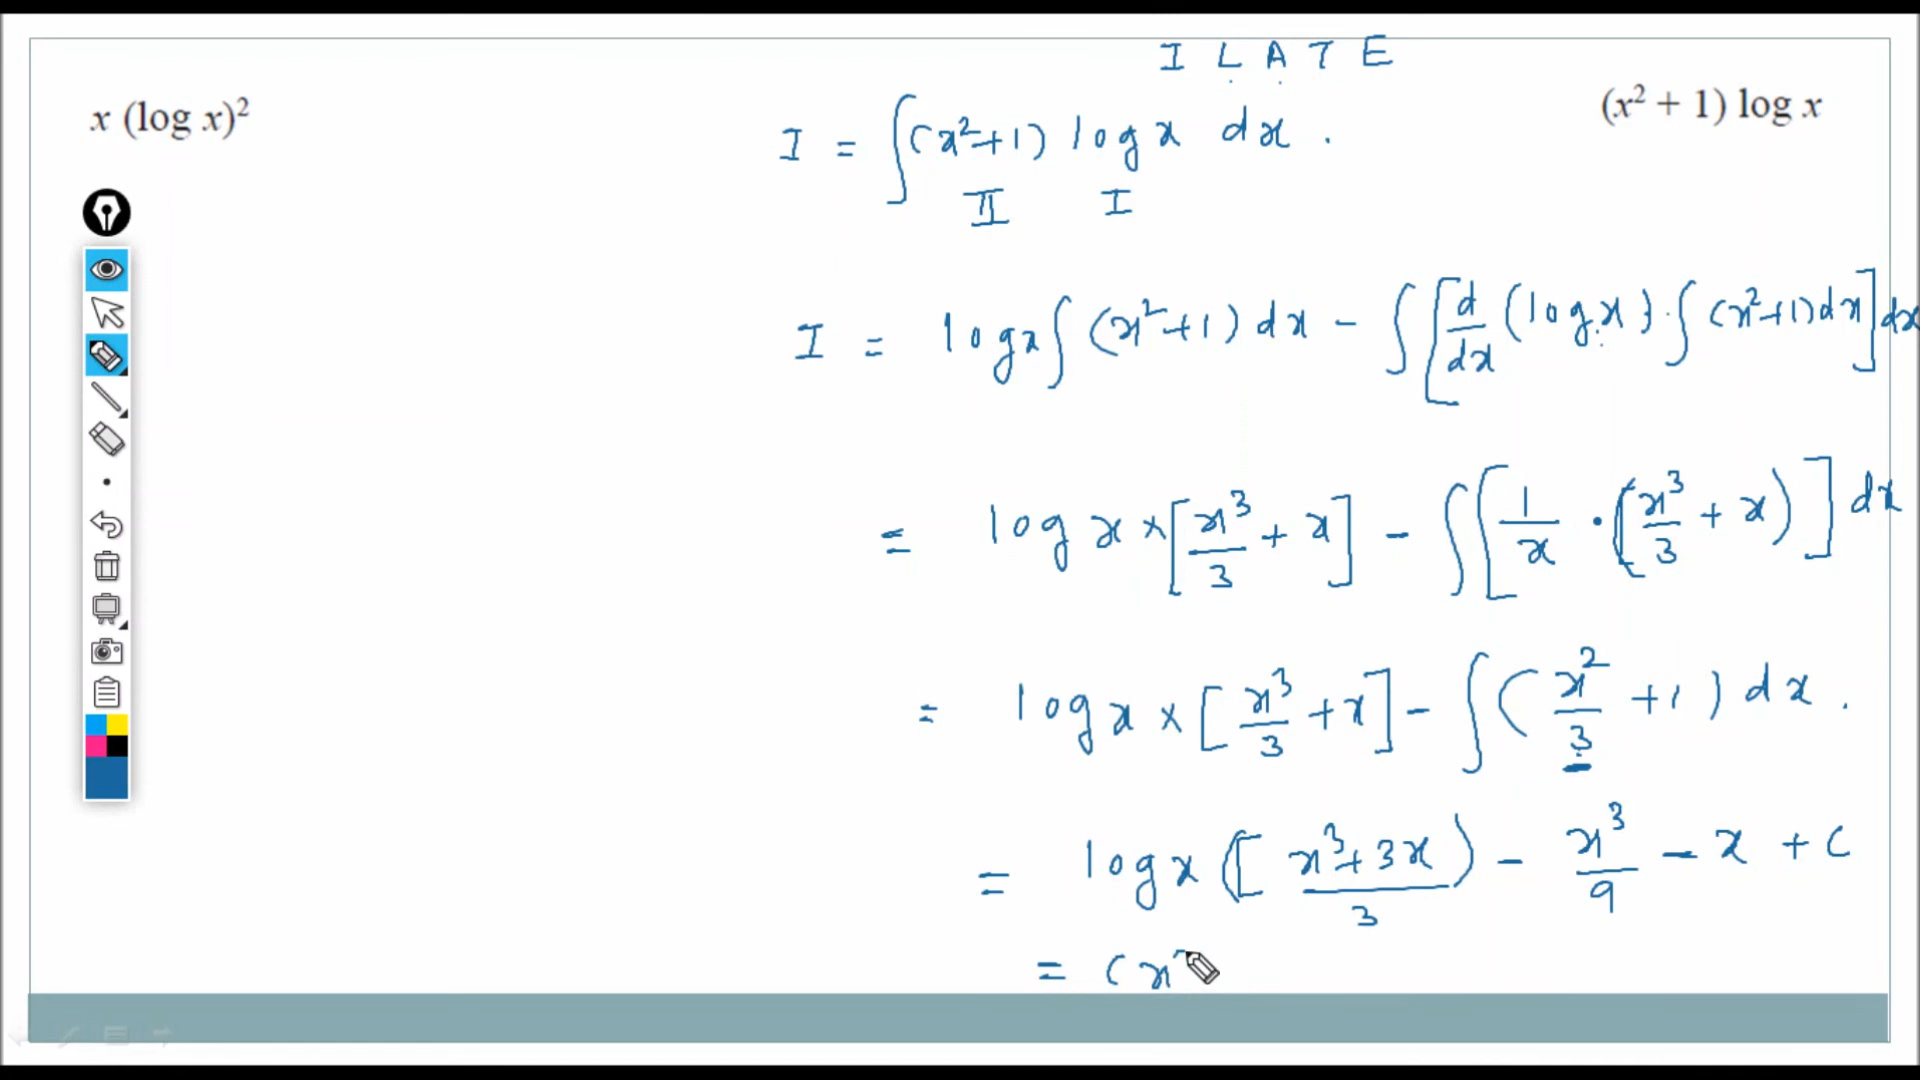 I L A T E
x (log x)²
(x² + 1) log x
I = ∫(x²+1) log x dx .
II I
I = log x ∫(x²+1) dx - ∫[d/dx (log x) · ∫(x²+1) dx] dx
= log x × [x³/3 + x] - ∫[1/x · (x³/3 + x)] dx
= log x × [x³/3 + x] - ∫(x²/3 + 1) dx .
= log x ([x³+3x)/3 - x³/9 - x + C
= (x